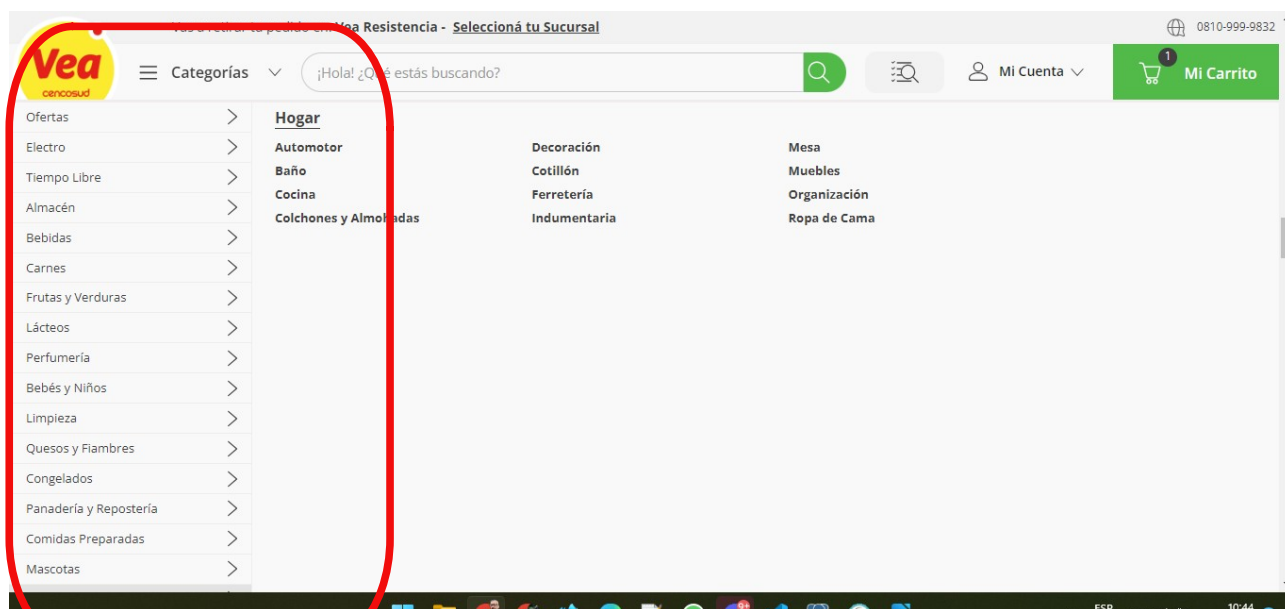 Vea Resistencia - Seleccioná tu Sucursal
0810-999-9832
Vea
cencosud
Categorías
¡Hola! ¿Qué estás buscando?
Mi Cuenta
1
Mi Carrito
Ofertas
Electro
Tiempo Libre
Almacén
Bebidas
Carnes
Frutas y Verduras
Lácteos
Perfumería
Bebés y Niños
Limpieza
Quesos y Fiambres
Congelados
Panadería y Repostería
Comidas Preparadas
Mascotas
Hogar
Automotor
Baño
Cocina
Colchones y Almohadas
Decoración
Cotillón
Ferretería
Indumentaria
Mesa
Muebles
Organización
Ropa de Cama
ESP
10:44